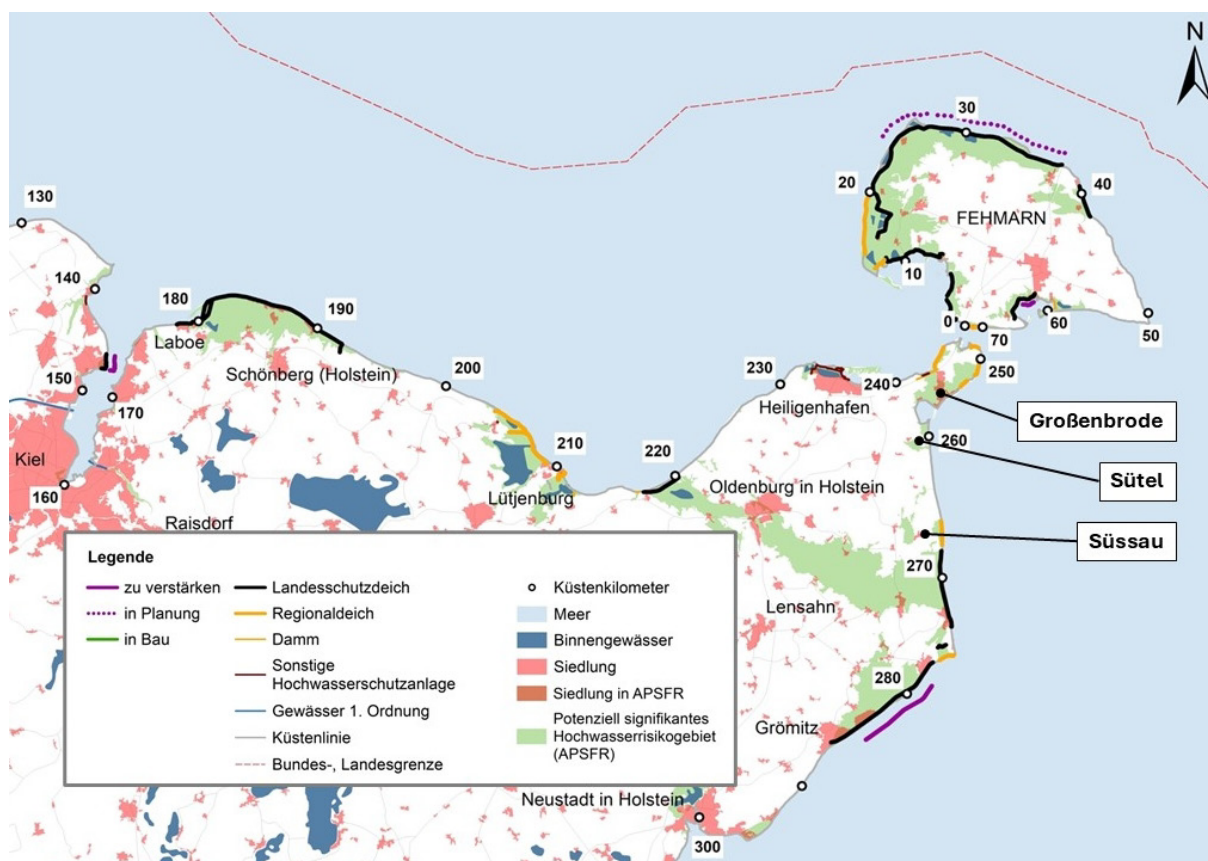 N
30
130
20
40
FEHMARN
10
140
180
190
0
70
60
50
Laboe
Schönberg (Holstein)
150
170
200
230
240
250
Heiligenhafen
Großenbrode
260
Kiel
160
210
220
Lütjenburg
Oldenburg in Holstein
Sütel
Raisdorf
Süssau
270
Lensahn
280
Grömitz
Neustadt in Holstein
300
Legende
zu verstärken
in Planung
in Bau
Landesschutzdeich
Regionaldeich
Damm
Sonstige
Hochwasserschutzanlage
Gewässer 1. Ordnung
Küstenlinie
Bundes-, Landesgrenze
Küstenkilometer
Meer
Binnengewässer
Siedlung
Siedlung in APSFR
Potenziell signifikantes
Hochwasserrisikogebiet
(APSFR)